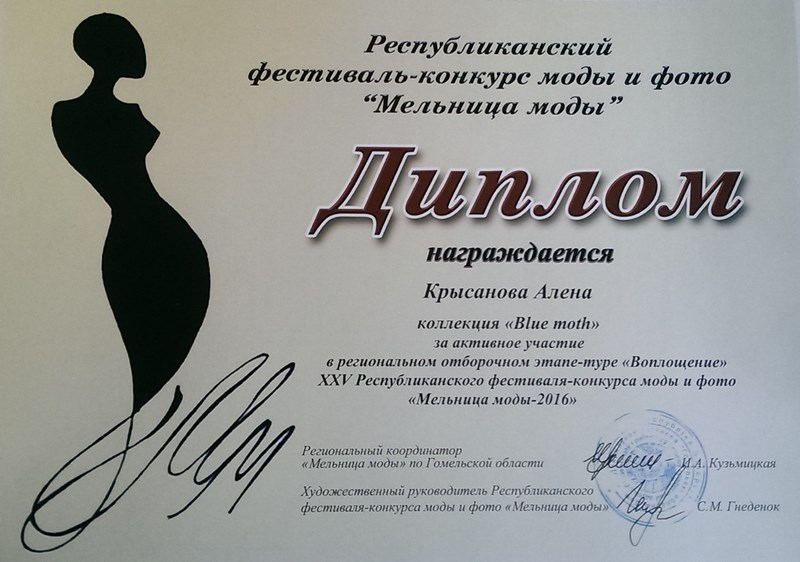 Республиканский
фестиваль-конкурс моды и фото
“Мельница моды”
Диплом
награждается
Крысанова Алена
коллекция «Blue moth»
за активное участие
в региональном отборочном этапе-туре «Воплощение»
XXV Республиканского фестиваля-конкурса моды и фото
«Мельница моды-2016»
Региональный координатор
«Мельница моды» по Гомельской области И.А. Кузьмицкая
Художественный руководитель Республиканского
фестиваля-конкурса моды и фото «Мельница моды» С.М. Гнеденок